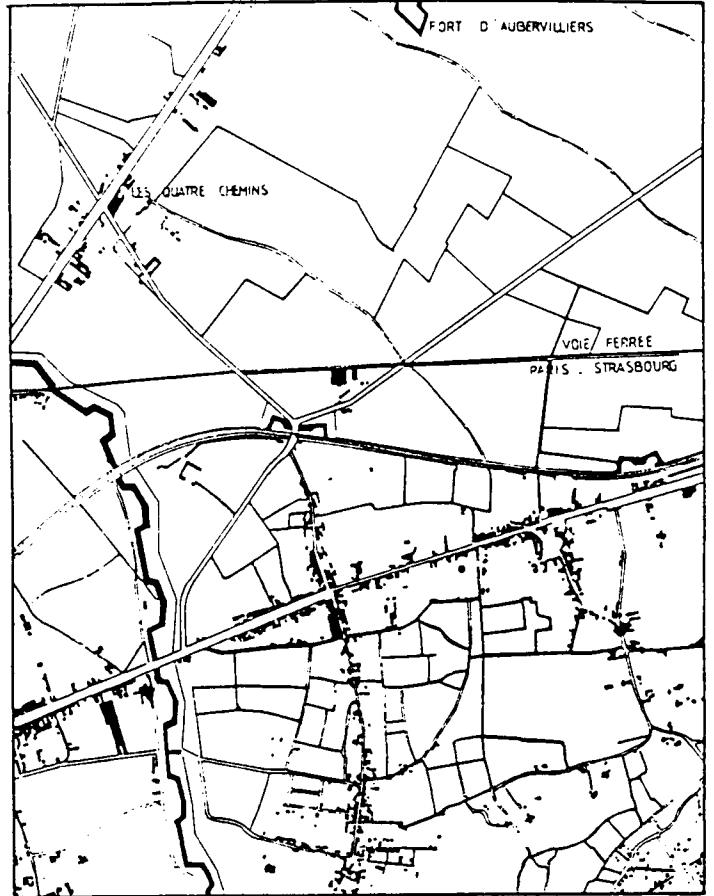 FORT D'AUBERVILLIERS
LES QUATRE CHEMINS
VOIE FERREE
PARIS . STRASBOURG